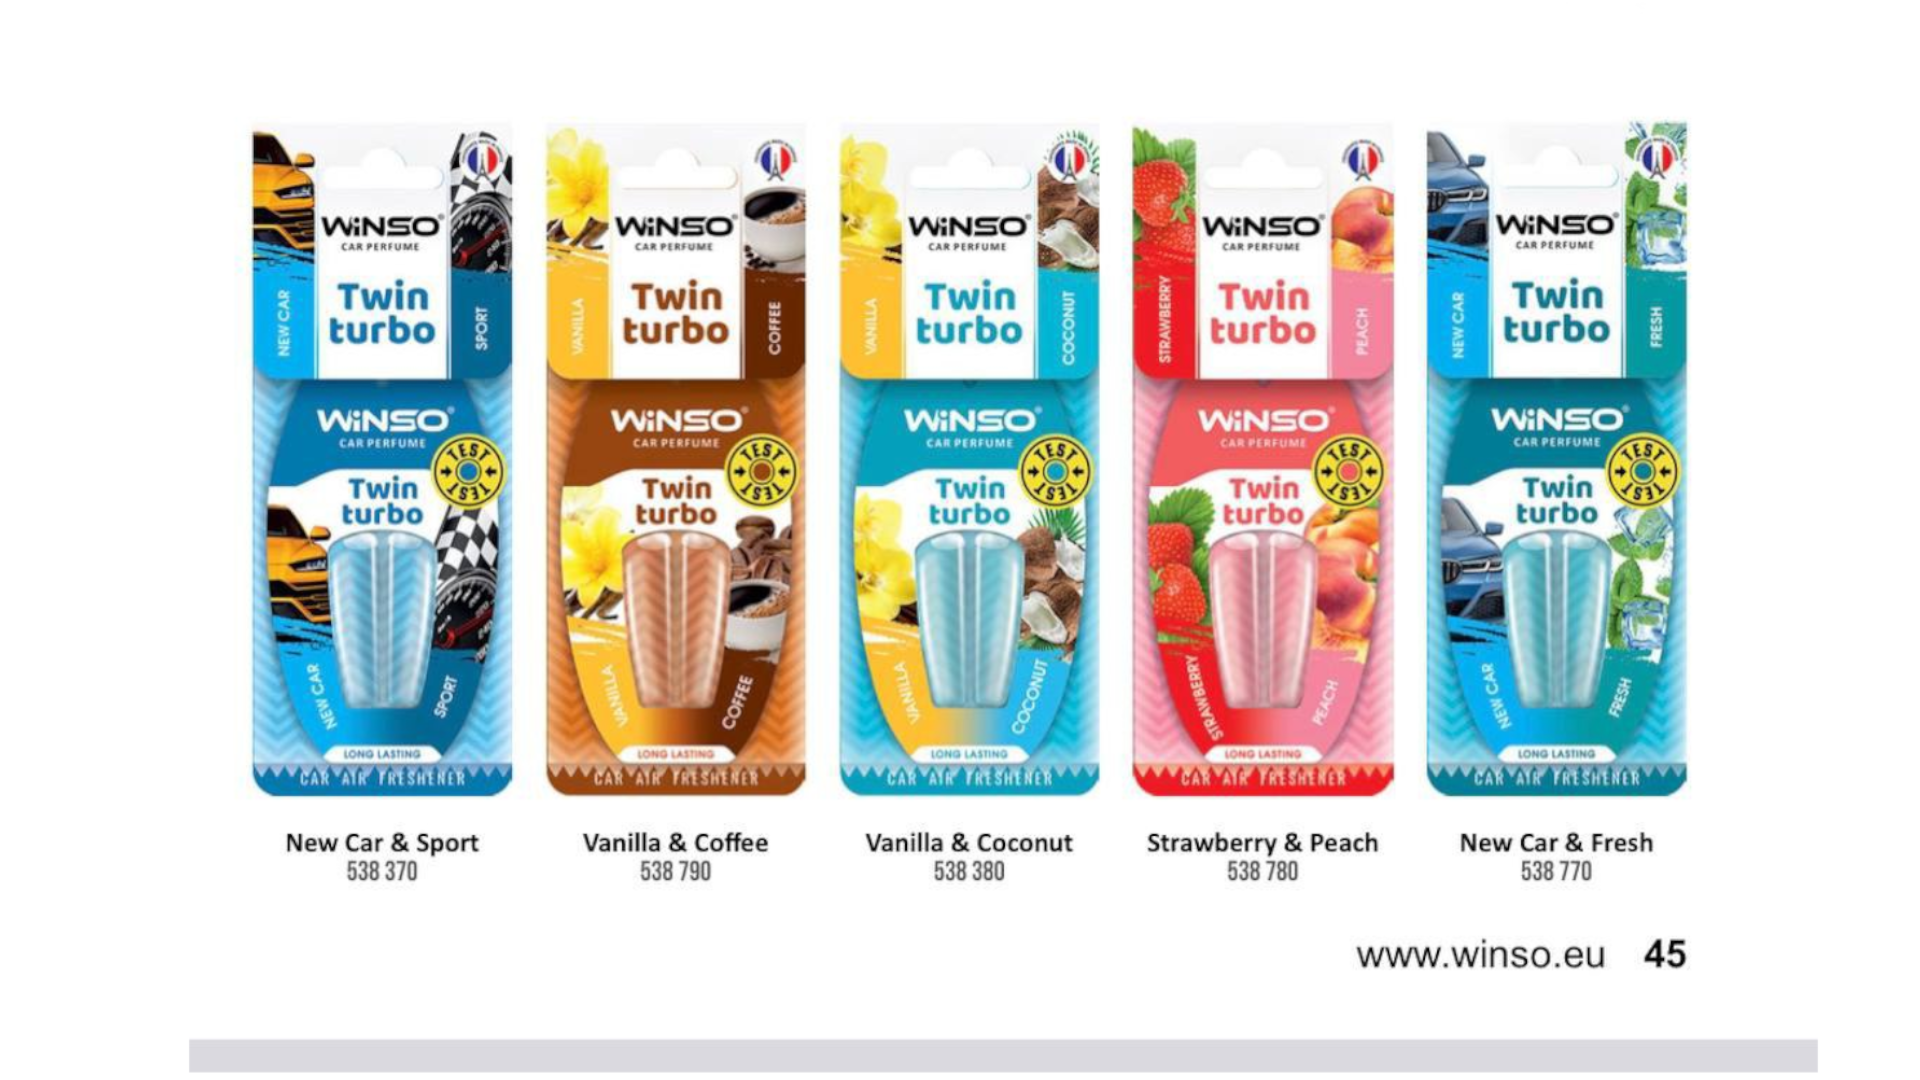 WiNSO®
CAR PERFUME
Twin
turbo
NEW CAR
SPORT
WiNSO®
CAR PERFUME
TEST
TEST
Twin
turbo
NEW CAR
SPORT
LONG LASTING
CAR AIR FRESHENER
New Car & Sport
538 370
WiNSO®
CAR PERFUME
Twin
turbo
VANILLA
COFFEE
WiNSO®
CAR PERFUME
TEST
TEST
Twin
turbo
VANILLA
COFFEE
LONG LASTING
CAR AIR FRESHENER
Vanilla & Coffee
538 790
WiNSO®
CAR PERFUME
Twin
turbo
VANILLA
COCONUT
WiNSO®
CAR PERFUME
TEST
TEST
Twin
turbo
VANILLA
COCONUT
LONG LASTING
CAR AIR FRESHENER
Vanilla & Coconut
538 380
WiNSO®
CAR PERFUME
Twin
turbo
STRAWBERRY
PEACH
WiNSO®
CAR PERFUME
TEST
TEST
Twin
turbo
STRAWBERRY
PEACH
LONG LASTING
CAR AIR FRESHENER
Strawberry & Peach
538 780
WiNSO®
CAR PERFUME
Twin
turbo
NEW CAR
FRESH
WiNSO®
CAR PERFUME
TEST
TEST
Twin
turbo
NEW CAR
FRESH
LONG LASTING
CAR AIR FRESHENER
New Car & Fresh
538 770
www.winso.eu 45